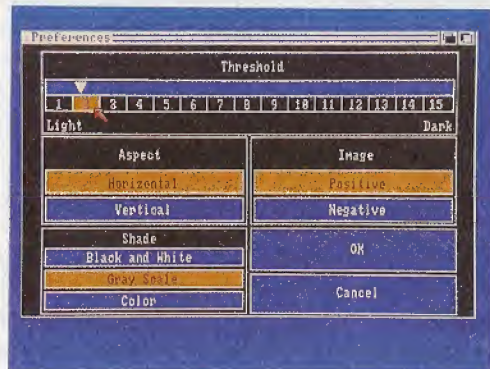 Preferences
Threshold
1 2 3 4 5 6 7 8 9 10 11 12 13 14 15
Light Dark
Aspect Image
Horizontal Positive
Vertical Negative
Shade
Black and White OK
Gray Scale
Color Cancel